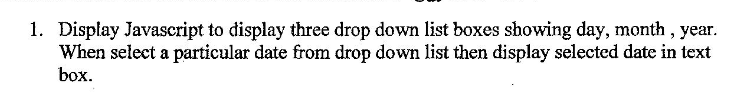 1. Display Javascript to display three drop down list boxes showing day, month , year.
When select a particular date from drop down list then display selected date in text
box.